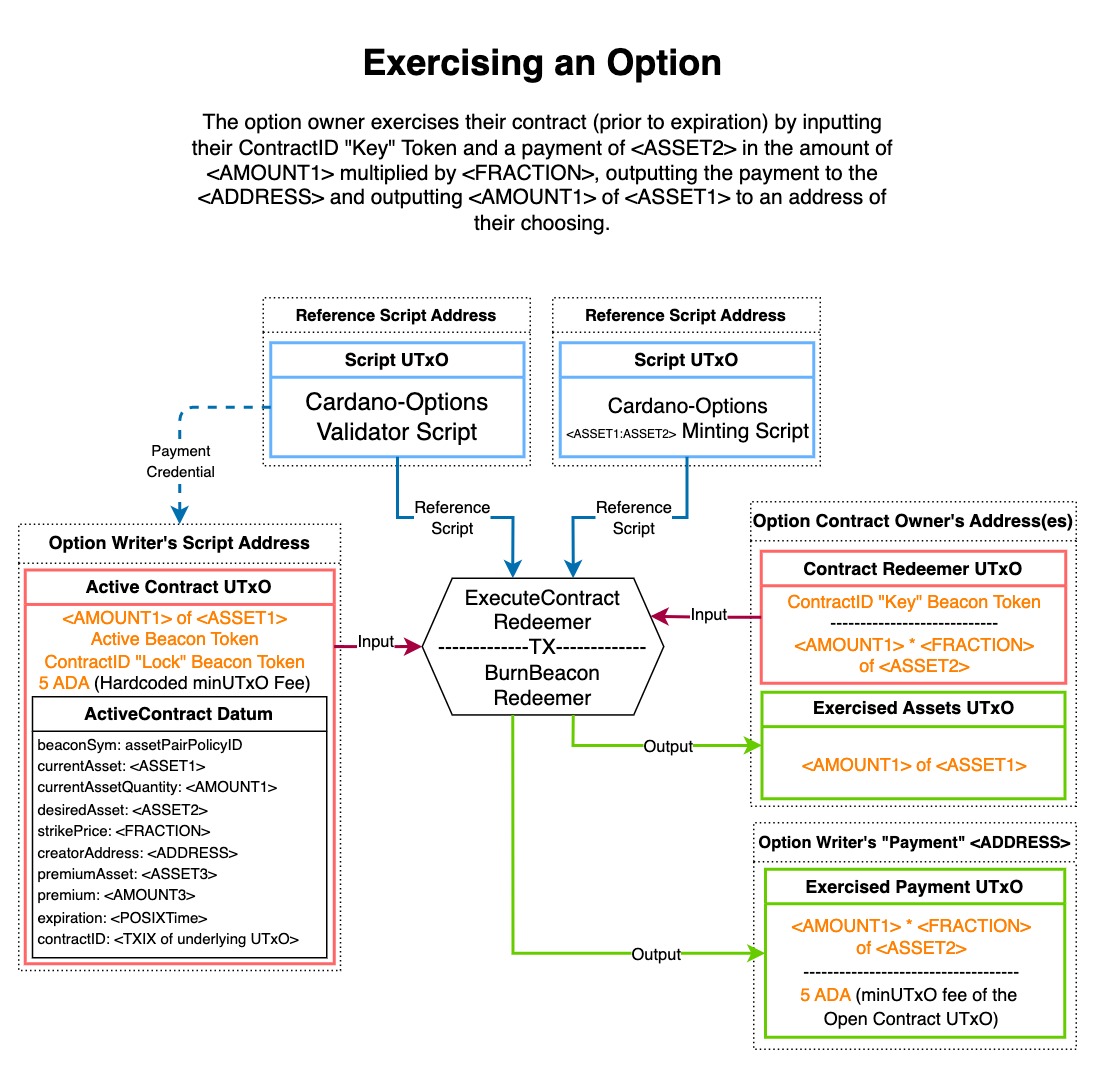 Exercising an Option
The option owner exercises their contract (prior to expiration) by inputting
their ContractID "Key" Token and a payment of <ASSET2> in the amount of
<AMOUNT1> multiplied by <FRACTION>, outputting the payment to the
<ADDRESS> and outputting <AMOUNT1> of <ASSET1> to an address of
their choosing.
Reference Script Address
Script UTxO
Cardano-Options
Validator Script
Reference Script Address
Script UTxO
Cardano-Options
<ASSET1:ASSET2> Minting Script
Payment
Credential
Reference
Script
Reference
Script
Option Writer's Script Address
Active Contract UTxO
<AMOUNT1> of <ASSET1>
Active Beacon Token
ContractID "Lock" Beacon Token
5 ADA (Hardcoded minUTxO Fee)
ActiveContract Datum
beaconSym: assetPairPolicyID
currentAsset: <ASSET1>
currentAssetQuantity: <AMOUNT1>
desiredAsset: <ASSET2>
strikePrice: <FRACTION>
creatorAddress: <ADDRESS>
premiumAsset: <ASSET3>
premium: <AMOUNT3>
expiration: <POSIXTime>
contractID: <TXIX of underlying UTxO>
Input
ExecuteContract
Redeemer
-------------TX-------------
BurnBeacon
Redeemer
Input
Output
Output
Option Contract Owner's Address(es)
Contract Redeemer UTxO
ContractID "Key" Beacon Token
----------------------------
<AMOUNT1> * <FRACTION>
of <ASSET2>
Exercised Assets UTxO
<AMOUNT1> of <ASSET1>
Option Writer's "Payment" <ADDRESS>
Exercised Payment UTxO
<AMOUNT1> * <FRACTION>
of <ASSET2>
------------------------------------
5 ADA (minUTxO fee of the
Open Contract UTxO)